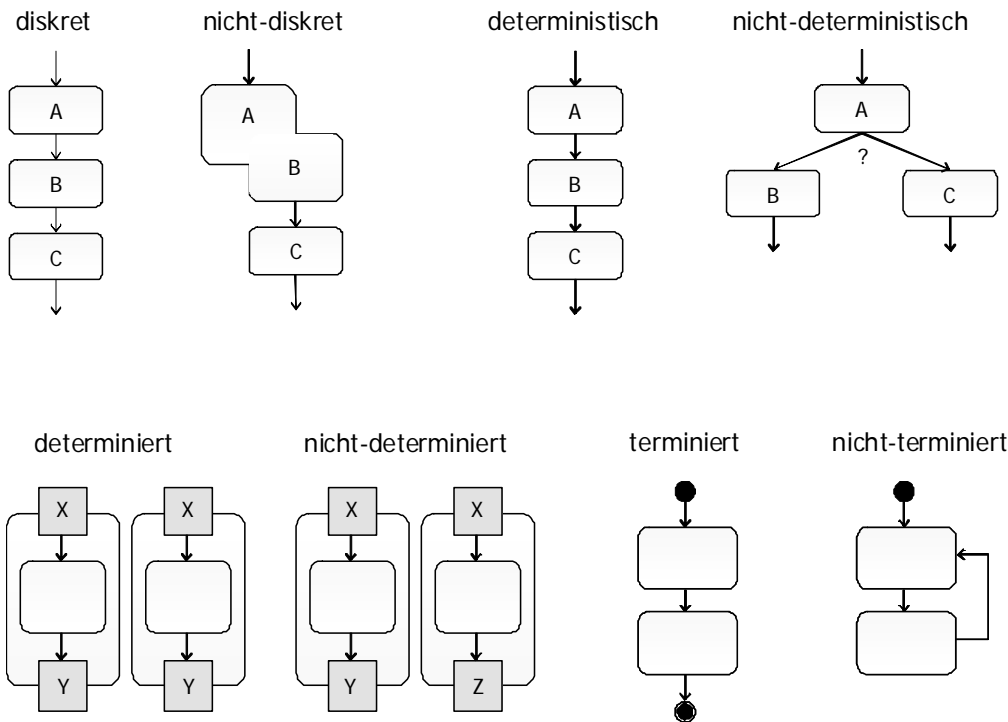 diskret
nicht-diskret
deterministisch
nicht-deterministisch
A
A
A
A
?
B
B
B
B
C
C
C
C
determiniert
nicht-determiniert
terminiert
nicht-terminiert
X
X
X
X
Y
Y
Y
Z